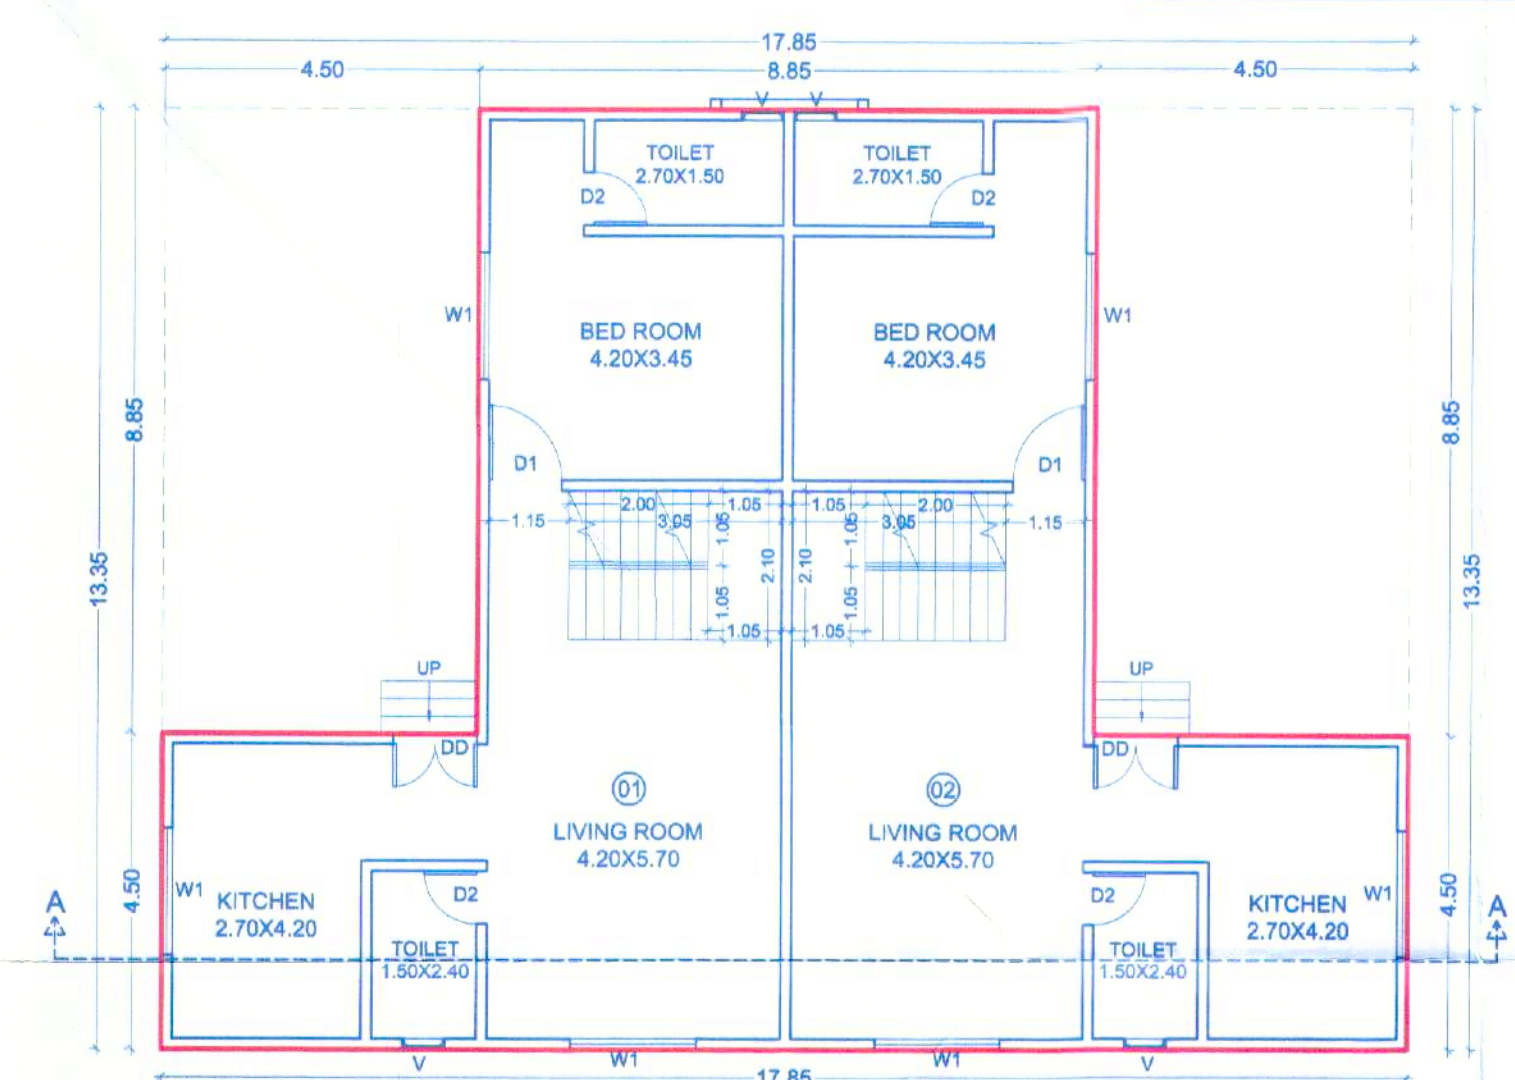 17.85
4.50 8.85 4.50
V V
TOILET
2.70X1.50
TOILET
2.70X1.50
D2 D2
W1 W1
BED ROOM
4.20X3.45
BED ROOM
4.20X3.45
8.85 8.85
D1 D1
2.00 1.05 1.05 2.00
1.15 3.05 1.05 1.05 3.05 1.15
13.35 2.10 2.10 13.35
1.05 1.05
1.05 1.05
UP UP
DD DD
01 02
LIVING ROOM
4.20X5.70
LIVING ROOM
4.20X5.70
4.50 4.50
W1 D2 D2 W1
A A
KITCHEN
2.70X4.20
KITCHEN
2.70X4.20
TOILET
1.50X2.40
TOILET
1.50X2.40
V W1 W1 V
17.85